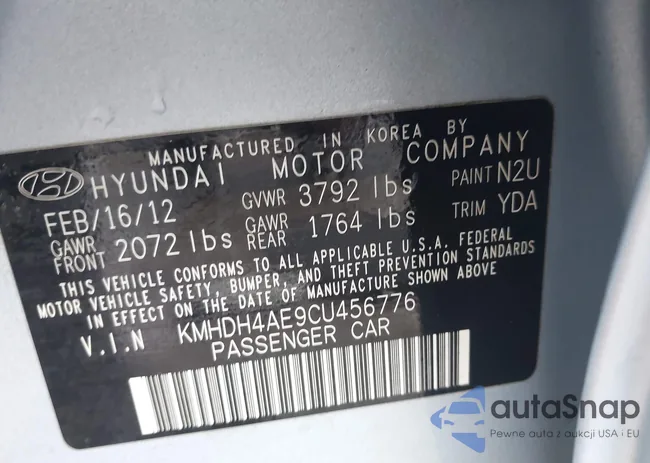 MANUFACTURED IN KOREA BY
HYUNDAI MOTOR COMPANY
FEB/16/12 GVWR 3792 lbs PAINT N2U
GAWR FRONT 2072 lbs GAWR REAR 1764 lbs TRIM YDA
THIS VEHICLE CONFORMS TO ALL APPLICABLE U.S.A. FEDERAL
MOTOR VEHICLE SAFETY, BUMPER, AND THEFT PREVENTION STANDARDS
IN EFFECT ON THE DATE OF MANUFACTURE SHOWN ABOVE
V.I.N KMHDH4AE9CU456776
PASSENGER CAR
autaSnap
Pewne auta z aukcji USA i EU